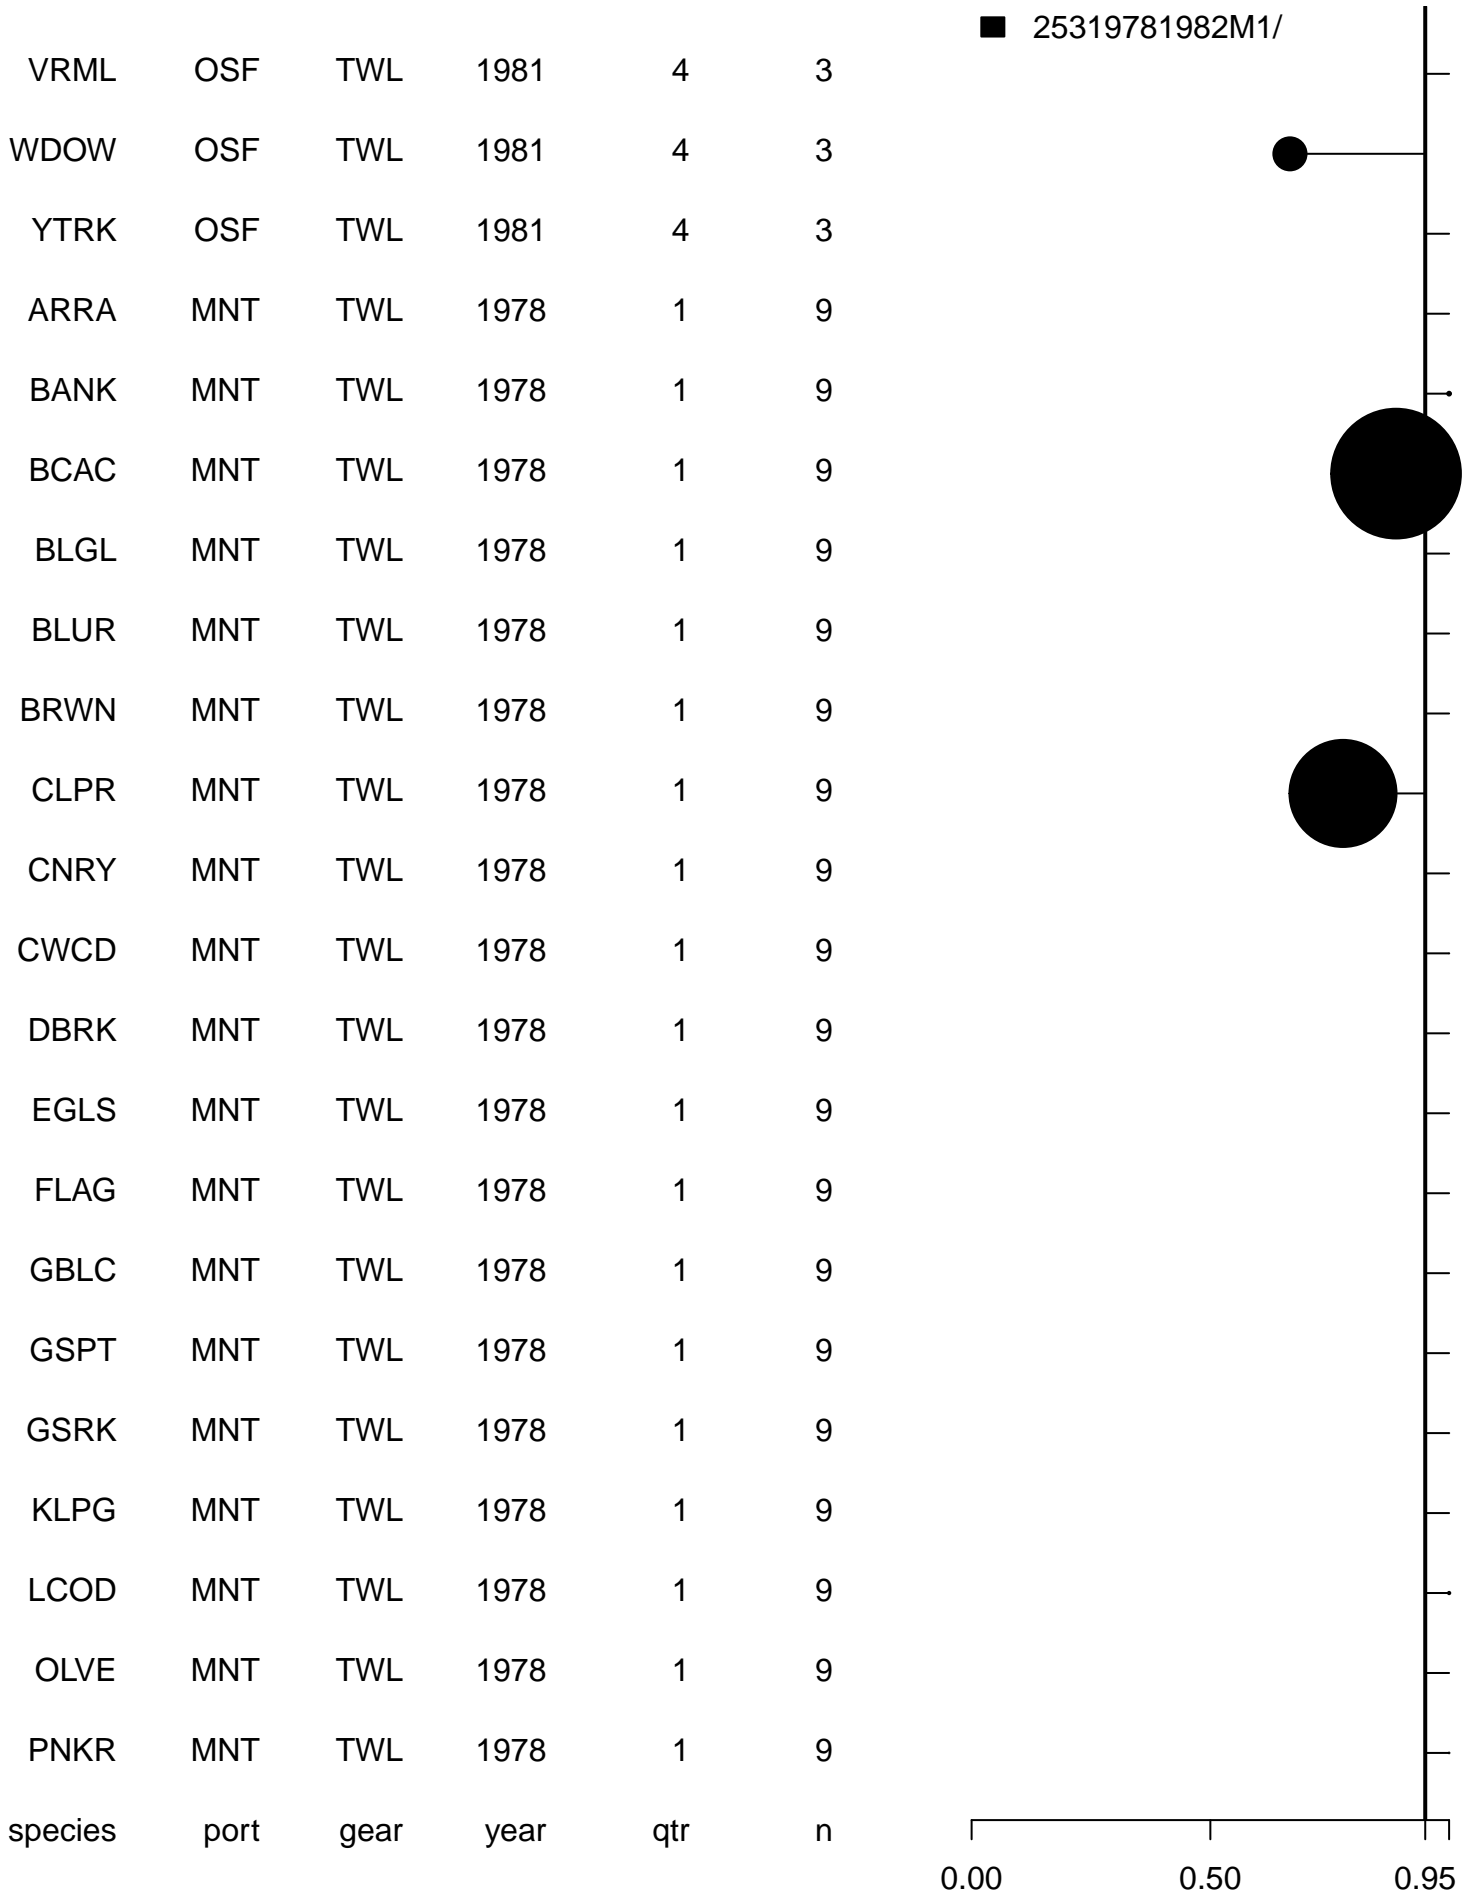 25319781982M1/
VRML OSF TWL 1981 4 3
WDOW OSF TWL 1981 4 3
YTRK OSF TWL 1981 4 3
ARRA MNT TWL 1978 1 9
BANK MNT TWL 1978 1 9
BCAC MNT TWL 1978 1 9
BLGL MNT TWL 1978 1 9
BLUR MNT TWL 1978 1 9
BRWN MNT TWL 1978 1 9
CLPR MNT TWL 1978 1 9
CNRY MNT TWL 1978 1 9
CWCD MNT TWL 1978 1 9
DBRK MNT TWL 1978 1 9
EGLS MNT TWL 1978 1 9
FLAG MNT TWL 1978 1 9
GBLC MNT TWL 1978 1 9
GSPT MNT TWL 1978 1 9
GSRK MNT TWL 1978 1 9
KLPG MNT TWL 1978 1 9
LCOD MNT TWL 1978 1 9
OLVE MNT TWL 1978 1 9
PNKR MNT TWL 1978 1 9
species port gear year qtr n
0.00 0.50 0.95